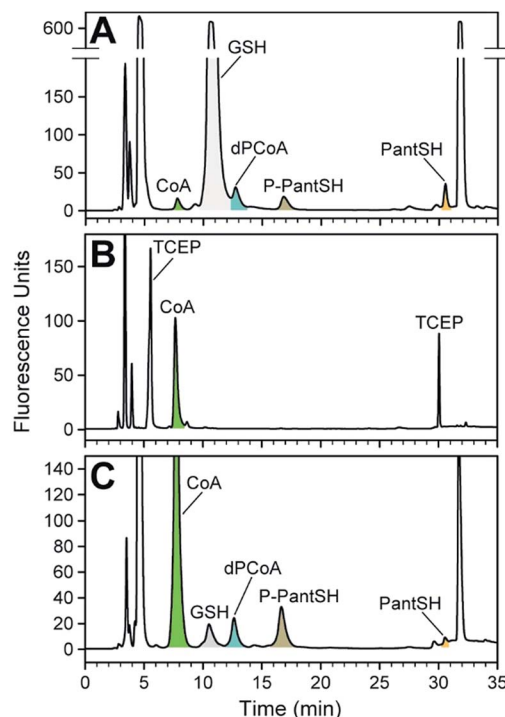 A
600
150
100
50
0
GSH
CoA
dPCoA
P-PantSH
PantSH
B
150
100
50
0
TCEP
CoA
TCEP
C
140
120
100
80
60
40
20
0
CoA
GSH
dPCoA
P-PantSH
PantSH
Fluorescence Units
0 5 10 15 20 25 30 35
Time (min)